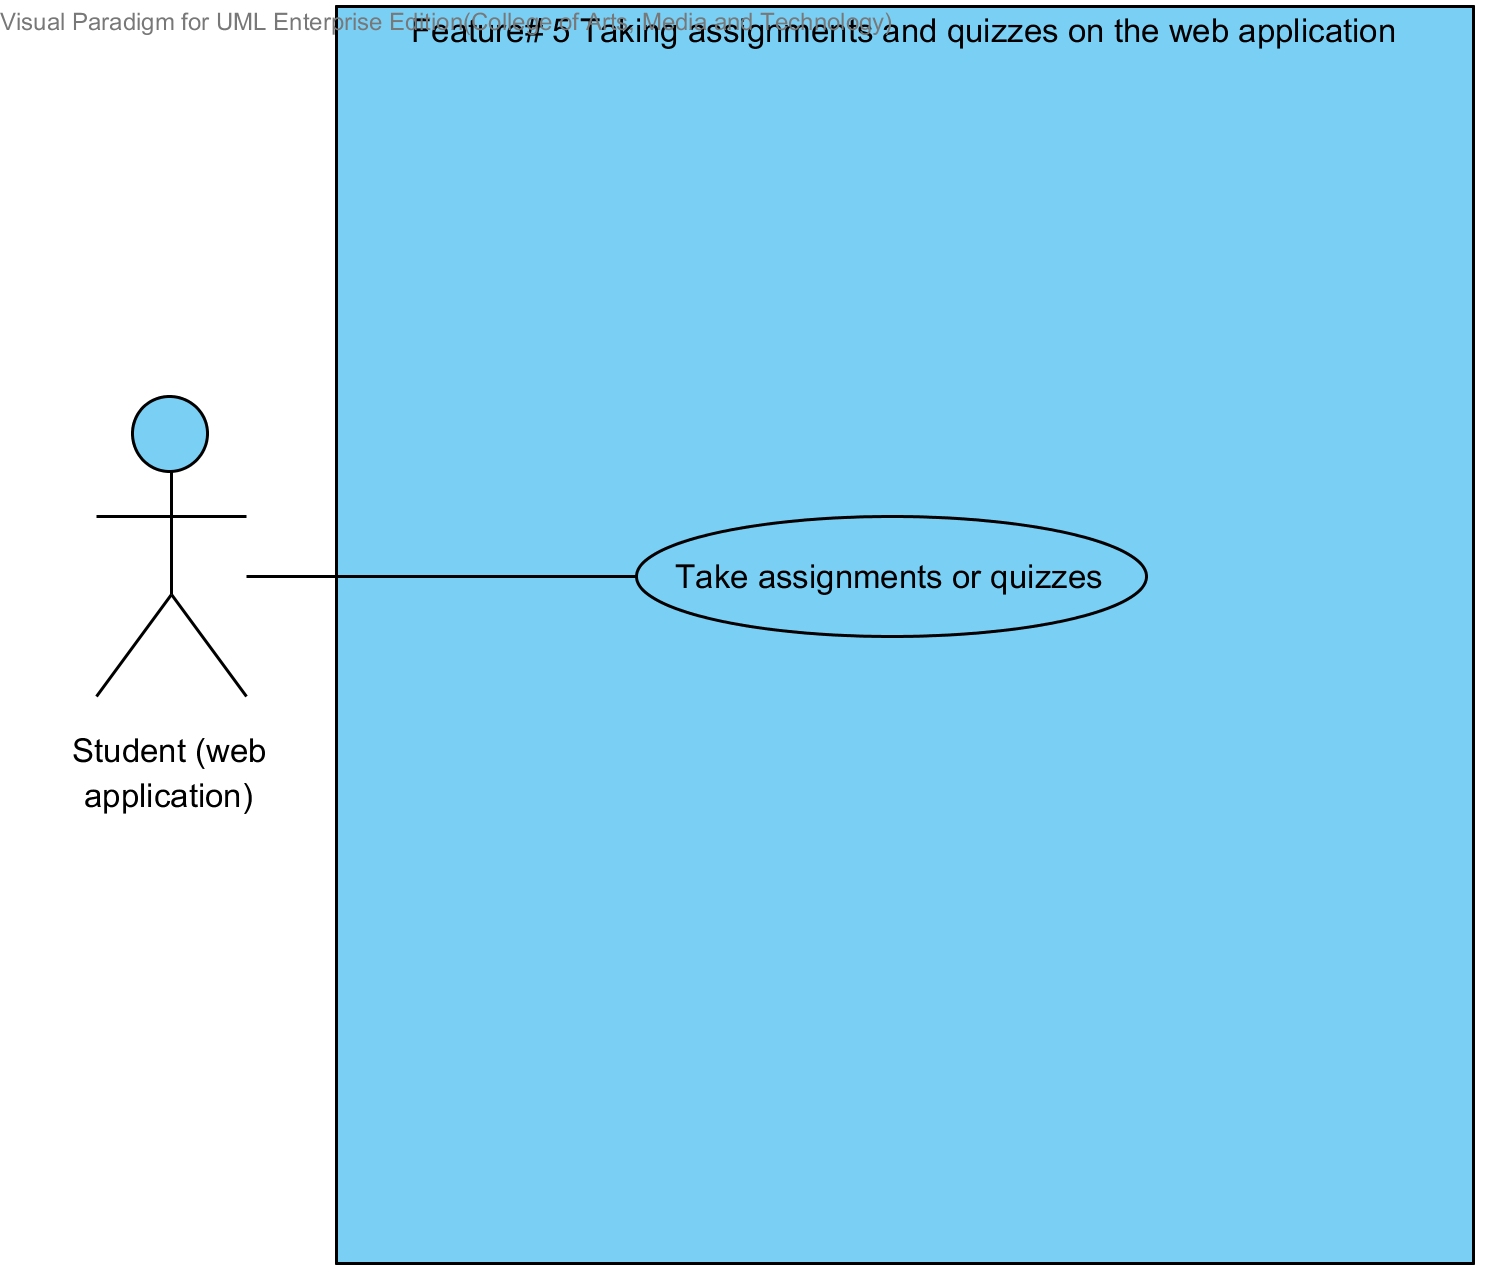 Visual Paradigm for UML Enterprise Edition(College of Arts, Media and Technology)
Feature# 5 Taking assignments and quizzes on the web application
Take assignments or quizzes
Student (web
application)